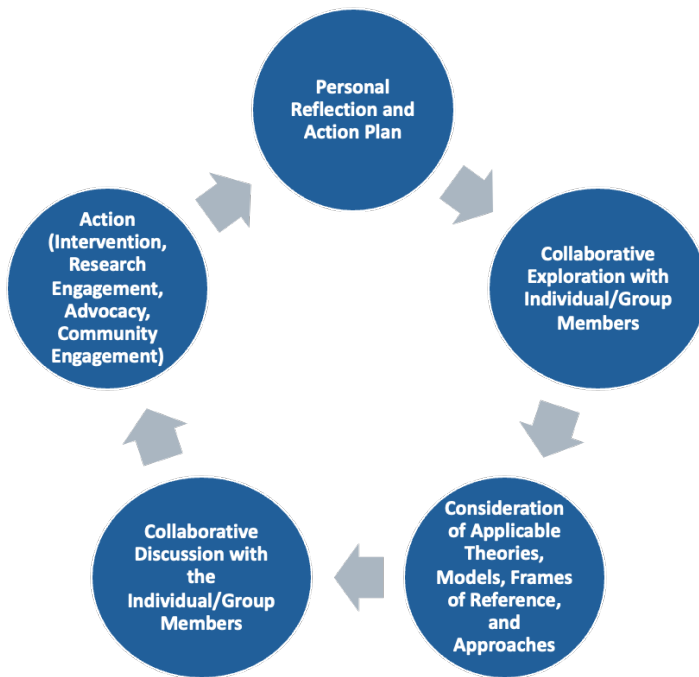 Personal
Reflection and
Action Plan
Collaborative
Exploration with
Individual/Group
Members
Consideration
of Applicable
Theories,
Models, Frames
of Reference,
and
Approaches
Collaborative
Discussion with
the
Individual/Group
Members
Action
(Intervention,
Research
Engagement,
Advocacy,
Community
Engagement)